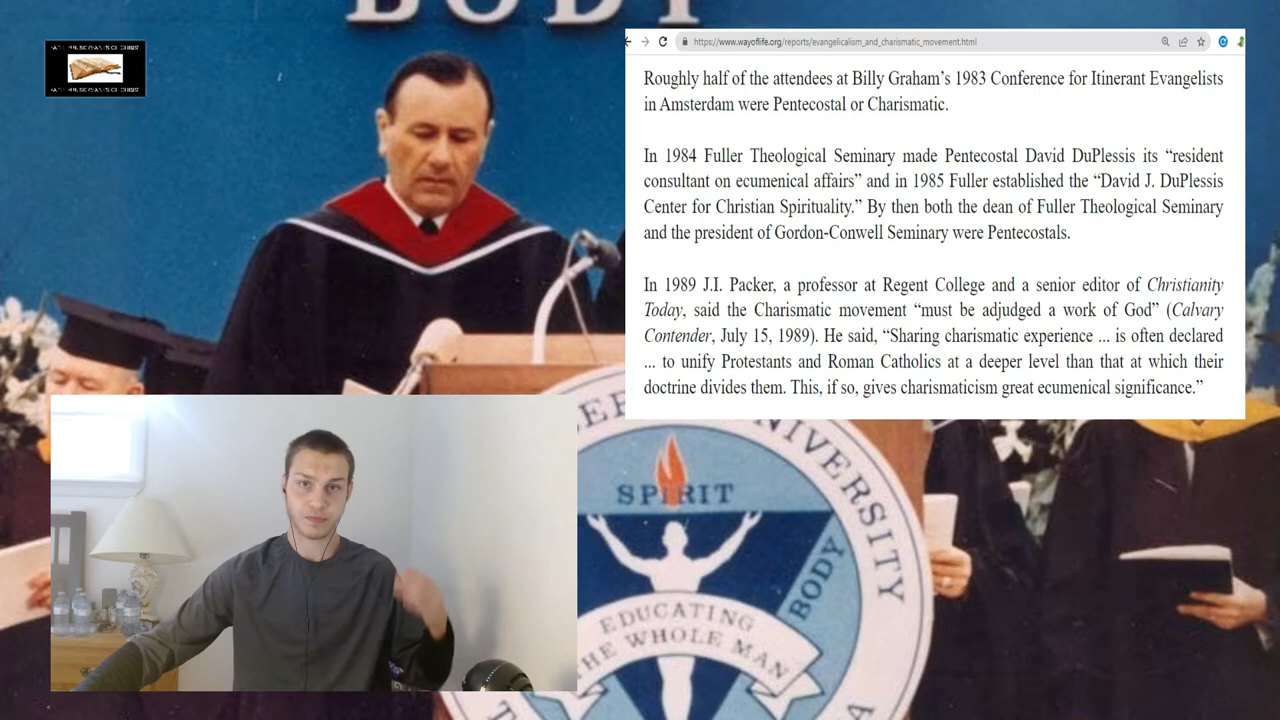 BODY
https://www.wayoflife.org/reports/evangelicalism_and_charismatic_movement.html
Roughly half of the attendees at Billy Graham’s 1983 Conference for Itinerant Evangelists
in Amsterdam were Pentecostal or Charismatic.
In 1984 Fuller Theological Seminary made Pentecostal David DuPlessis its “resident
consultant on ecumenical affairs” and in 1985 Fuller established the “David J. DuPlessis
Center for Christian Spirituality.” By then both the dean of Fuller Theological Seminary
and the president of Gordon-Conwell Seminary were Pentecostals.
In 1989 J.I. Packer, a professor at Regent College and a senior editor of Christianity
Today, said the Charismatic movement “must be adjudged a work of God” (Calvary
Contender, July 15, 1989). He said, “Sharing charismatic experience ... is often declared
... to unify Protestants and Roman Catholics at a deeper level than that at which their
doctrine divides them. This, if so, gives charismaticism great ecumenical significance.”
UNIVERSITY
SPIRIT
BODY
EDUCATING
THE WHOLE MAN